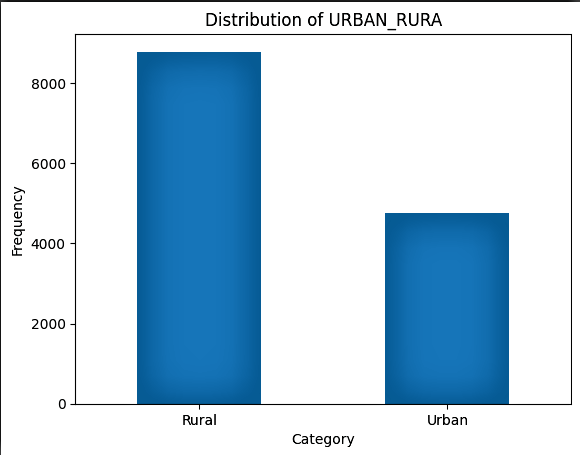 Distribution of URBAN_RURA
8000
6000
4000
2000
0
Frequency
Rural Urban
Category